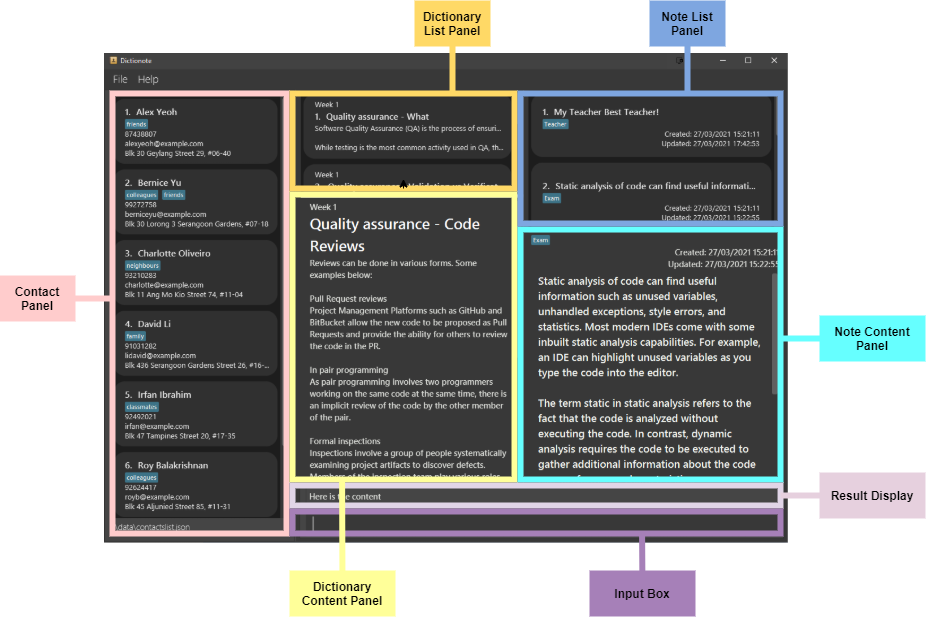 Dictionary
List Panel
Note List
Panel
Dictionote
File Help
1. Alex Yeoh
friends
87438807
alexyeoh@example.com
Blk 30 Geylang Street 29, #06-40
2. Bernice Yu
colleagues friends
99272758
berniceyu@example.com
Blk 30 Lorong 3 Serangoon Gardens, #07-18
3. Charlotte Oliveiro
neighbours
93210283
charlotte@example.com
Blk 11 Ang Mo Kio Street 74, #11-04
4. David Li
family
91031282
lidavid@example.com
Blk 436 Serangoon Gardens Street 26, #16-...
5. Irfan Ibrahim
classmates
92492021
irfan@example.com
Blk 47 Tampines Street 20, #17-35
6. Roy Balakrishnan
colleagues
92624417
royb@example.com
Blk 45 Aljunied Street 85, #11-31
\data\contactslist.json
Week 1
1. Quality assurance - What
Software Quality Assurance (QA) is the process of ensuri...
While testing is the most common activity used in QA, th...
Week 1
Week 1
Quality assurance - Code
Reviews
Reviews can be done in various forms. Some
examples below:
Pull Request reviews
Project Management Platforms such as GitHub and
BitBucket allow the new code to be proposed as Pull
Requests and provide the ability for others to review
the code in the PR.
In pair programming
As pair programming involves two programmers
working on the same code at the same time, there is
an implicit review of the code by the other member
of the pair.
Formal inspections
Inspections involve a group of people systematically
examining project artifacts to discover defects.
1. My Teacher Best Teacher!
Teacher
Created: 27/03/2021 15:21:11
Updated: 27/03/2021 17:42:53
2. Static analysis of code can find useful informati...
Exam
Created: 27/03/2021 15:21:11
Updated: 27/03/2021 15:22:55
Exam
Created: 27/03/2021 15:21:11
Updated: 27/03/2021 15:22:55
Static analysis of code can find useful
information such as unused variables,
unhandled exceptions, style errors, and
statistics. Most modern IDEs come with some
inbuilt static analysis capabilities. For example,
an IDE can highlight unused variables as you
type the code into the editor.
The term static in static analysis refers to the
fact that the code is analyzed without
executing the code. In contrast, dynamic
analysis requires the code to be executed to
gather additional information about the code
Here is the content
Contact
Panel
Note Content
Panel
Result Display
Dictionary
Content Panel
Input Box